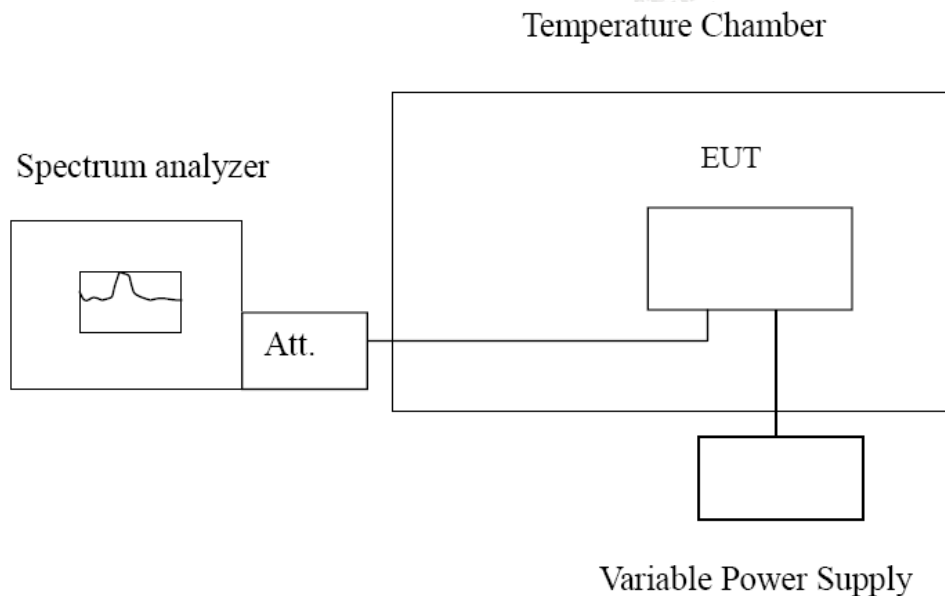 Temperature Chamber
EUT
Spectrum analyzer
Att.
Variable Power Supply